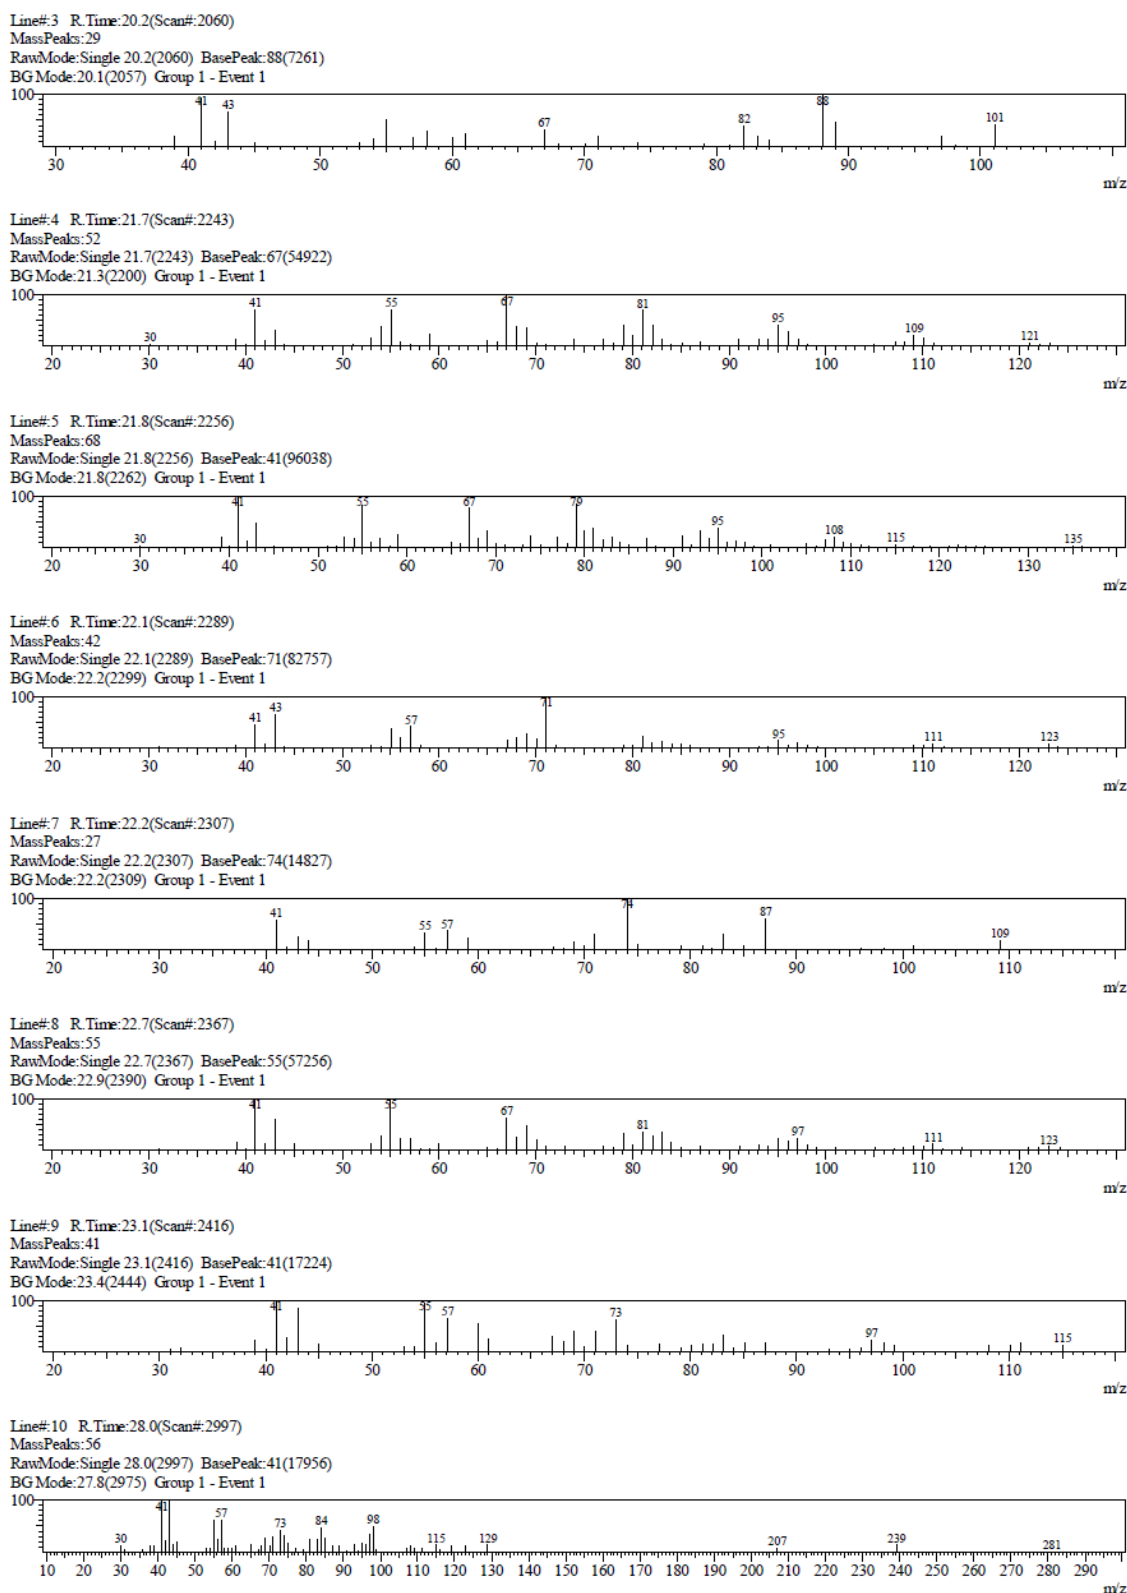 Line#:3 R.Time:20.2(Scan#:2060)
MassPeaks:29
RawMode:Single 20.2(2060) BasePeak:88(7261)
BG Mode:20.1(2057) Group 1 - Event 1
100
41 43 67 82 88 101
30 40 50 60 70 80 90 100
m/z
Line#:4 R.Time:21.7(Scan#:2243)
MassPeaks:52
RawMode:Single 21.7(2243) BasePeak:67(54922)
BG Mode:21.3(2200) Group 1 - Event 1
100
30 41 55 67 81 95 109 121
20 30 40 50 60 70 80 90 100 110 120
m/z
Line#:5 R.Time:21.8(Scan#:2256)
MassPeaks:68
RawMode:Single 21.8(2256) BasePeak:41(96038)
BG Mode:21.8(2262) Group 1 - Event 1
100
30 41 55 67 79 95 108 115 135
20 30 40 50 60 70 80 90 100 110 120 130
m/z
Line#:6 R.Time:22.1(Scan#:2289)
MassPeaks:42
RawMode:Single 22.1(2289) BasePeak:71(82757)
BG Mode:22.2(2299) Group 1 - Event 1
100
41 43 57 71 95 111 123
20 30 40 50 60 70 80 90 100 110 120
m/z
Line#:7 R.Time:22.2(Scan#:2307)
MassPeaks:27
RawMode:Single 22.2(2307) BasePeak:74(14827)
BG Mode:22.2(2309) Group 1 - Event 1
100
41 55 57 74 87 109
20 30 40 50 60 70 80 90 100 110
m/z
Line#:8 R.Time:22.7(Scan#:2367)
MassPeaks:55
RawMode:Single 22.7(2367) BasePeak:55(57256)
BG Mode:22.9(2390) Group 1 - Event 1
100
41 55 67 81 97 111 123
20 30 40 50 60 70 80 90 100 110 120
m/z
Line#:9 R.Time:23.1(Scan#:2416)
MassPeaks:41
RawMode:Single 23.1(2416) BasePeak:41(17224)
BG Mode:23.4(2444) Group 1 - Event 1
100
41 55 57 73 97 115
20 30 40 50 60 70 80 90 100 110
m/z
Line#:10 R.Time:28.0(Scan#:2997)
MassPeaks:56
RawMode:Single 28.0(2997) BasePeak:41(17956)
BG Mode:27.8(2975) Group 1 - Event 1
100
30 41 57 73 84 98 115 129 207 239 281
10 20 30 40 50 60 70 80 90 100 110 120 130 140 150 160 170 180 190 200 210 220 230 240 250 260 270 280 290
m/z